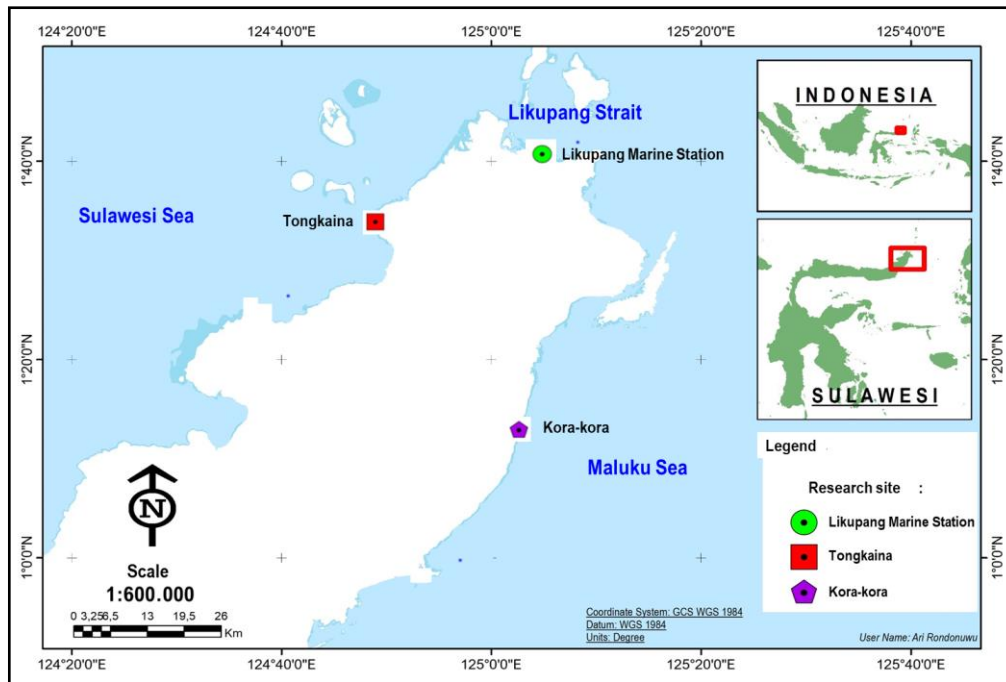 124°20'0"E 124°40'0"E 125°0'0"E 125°20'0"E 125°40'0"E
Likupang Strait
Likupang Marine Station
1°40'0"N
1°40'0"N
Sulawesi Sea
Tongkaina
1°20'0"N
1°20'0"N
Kora-kora
Maluku Sea
1°0'0"N
1°0'0"N
N
Scale
1:600.000
0 3,256,5 13 19,5 26
Km
Coordinate System: GCS WGS 1984
Datum: WGS 1984
Units: Degree
INDONESIA
SULAWESI
Legend
Research site :
Likupang Marine Station
Tongkaina
Kora-kora
User Name: Ari Rondonuwu
124°20'0"E 124°40'0"E 125°0'0"E 125°20'0"E 125°40'0"E